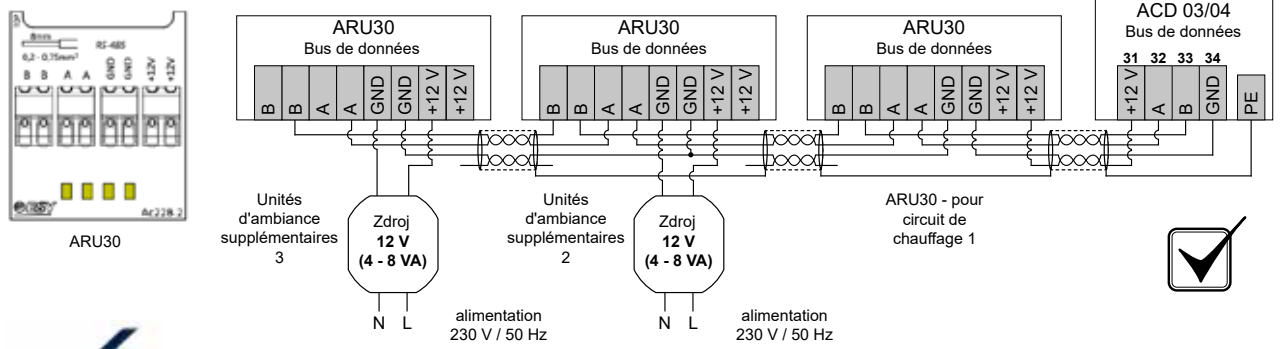 8mm
RS-485
0,2 - 0,75mm²
B B A A GND GND +12V +12V
Ac228.2
ARU30
ARU30
Bus de données
B B A A GND GND +12 V +12 V
Unités
d'ambiance
supplémentaires
3
Zdroj
12 V
(4 - 8 VA)
N L
alimentation
230 V / 50 Hz
ARU30
Bus de données
B B A A GND GND +12 V +12 V
Unités
d'ambiance
supplémentaires
2
Zdroj
12 V
(4 - 8 VA)
N L
alimentation
230 V / 50 Hz
ARU30
Bus de données
B B A A GND GND +12 V +12 V
ARU30 - pour
circuit de
chauffage 1
ACD 03/04
Bus de données
31 32 33 34
+12 V A B GND PE